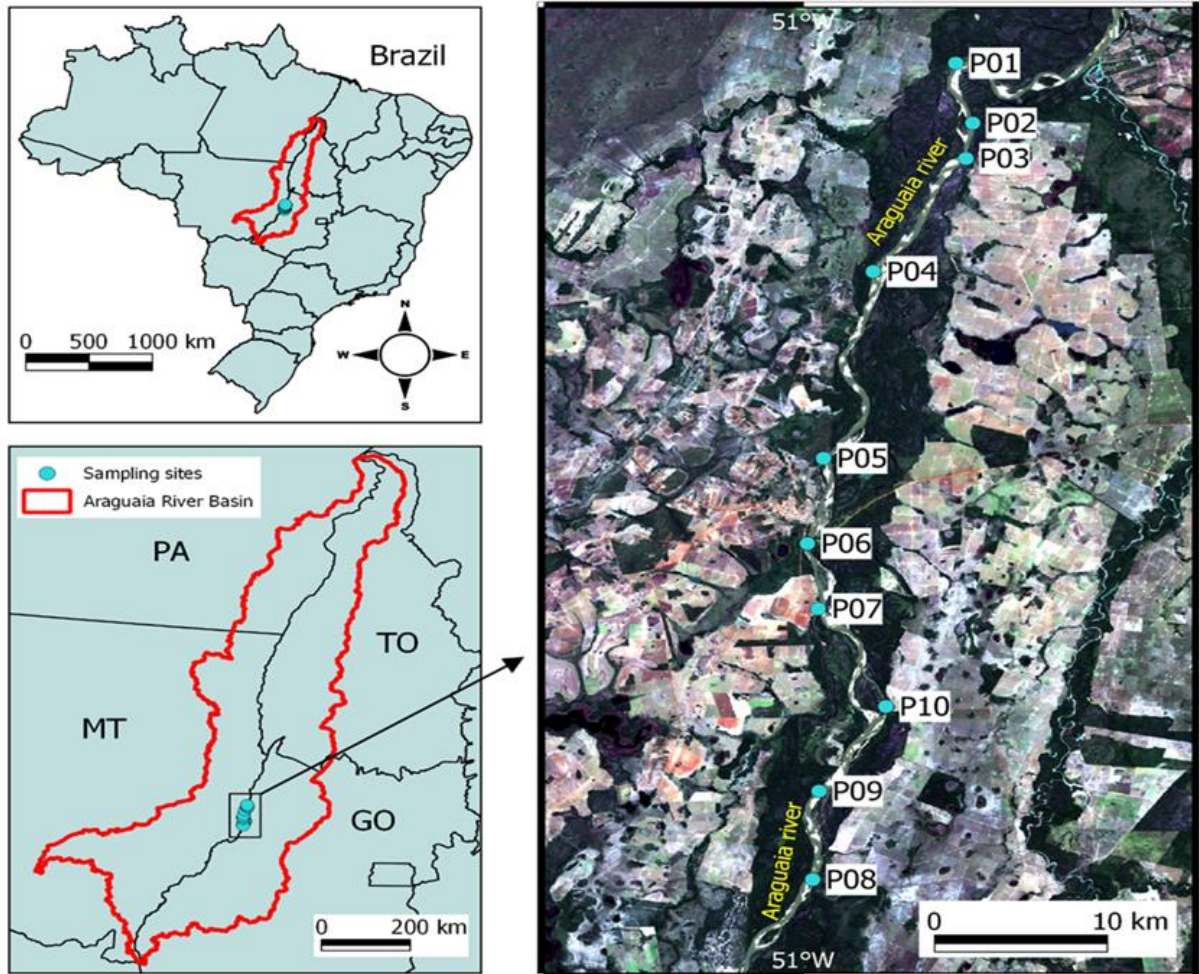 Brazil
0 500 1000 km
N
W E
S
Sampling sites
Araguaia River Basin
PA
TO
MT
GO
0 200 km
51°W
P01
P02
P03
Araguaia river
P04
P05
P06
P07
P10
P09
Araguaia river
P08
0 10 km
51°W